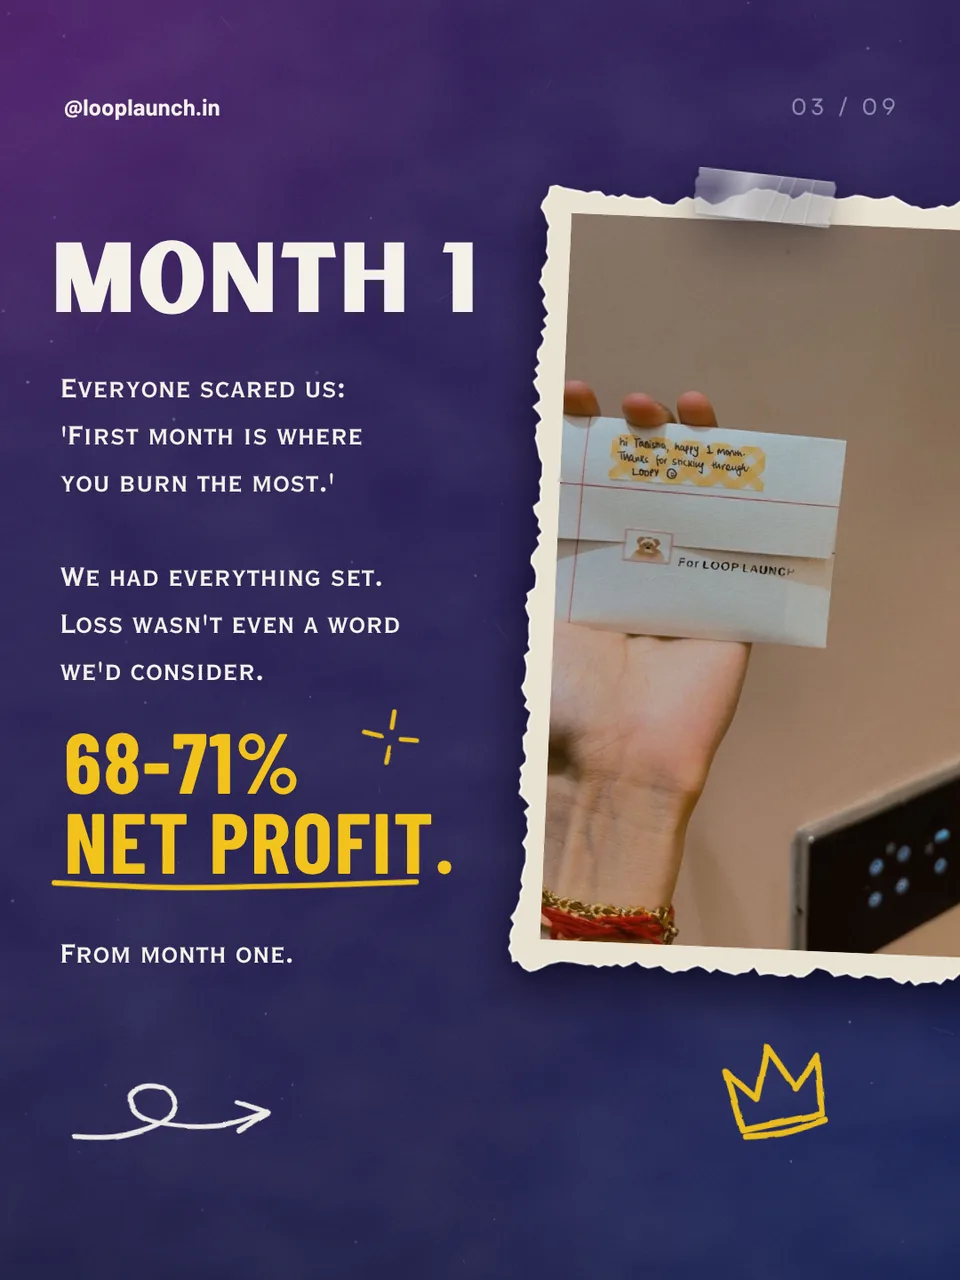 @looplaunch.in
03 / 09
MONTH 1
EVERYONE SCARED US:
'FIRST MONTH IS WHERE
YOU BURN THE MOST.'
WE HAD EVERYTHING SET.
LOSS WASN'T EVEN A WORD
WE'D CONSIDER.
68-71%
NET PROFIT.
FROM MONTH ONE.
hi Tanisha, happy 1 month.
Thanks for sticking through
LOOPY ☺
For LOOP LAUNCH